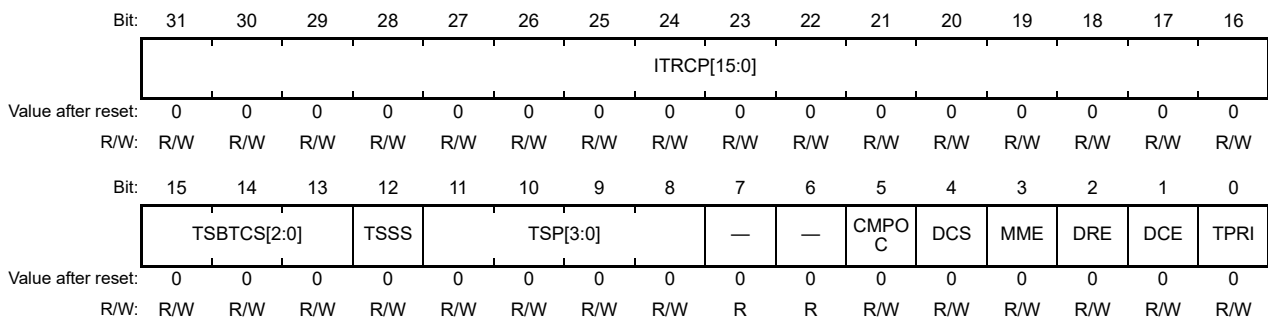 Bit: 31 30 29 28 27 26 25 24 23 22 21 20 19 18 17 16
ITRCP[15:0]
Value after reset: 0 0 0 0 0 0 0 0 0 0 0 0 0 0 0 0
R/W: R/W R/W R/W R/W R/W R/W R/W R/W R/W R/W R/W R/W R/W R/W R/W R/W
Bit: 15 14 13 12 11 10 9 8 7 6 5 4 3 2 1 0
TSBTCS[2:0] TSSS TSP[3:0] — — CMPO DCS MME DRE DCE TPRI
C
Value after reset: 0 0 0 0 0 0 0 0 0 0 0 0 0 0 0 0
R/W: R/W R/W R/W R/W R/W R/W R/W R/W R R R/W R/W R/W R/W R/W R/W